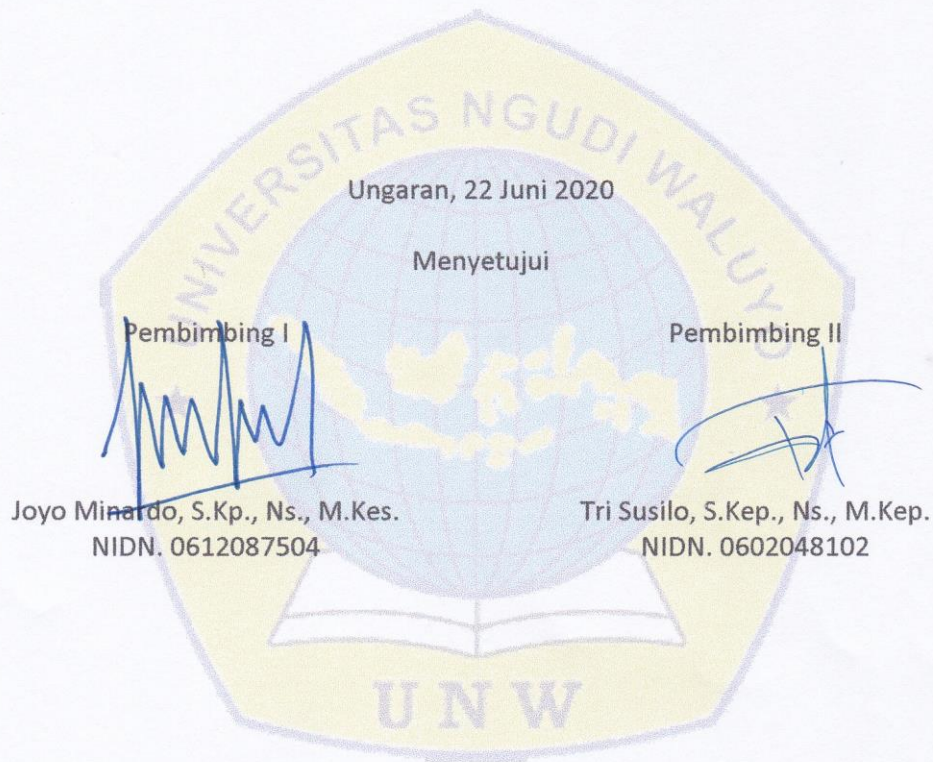 UNIVERSITAS NGUDI WALUYO
Ungaran, 22 Juni 2020
Menyetujui
Pembimbing I Pembimbing II
Joyo Minardo, S.Kp., Ns., M.Kes. Tri Susilo, S.Kep., Ns., M.Kep.
NIDN. 0612087504 NIDN. 0602048102
UNW